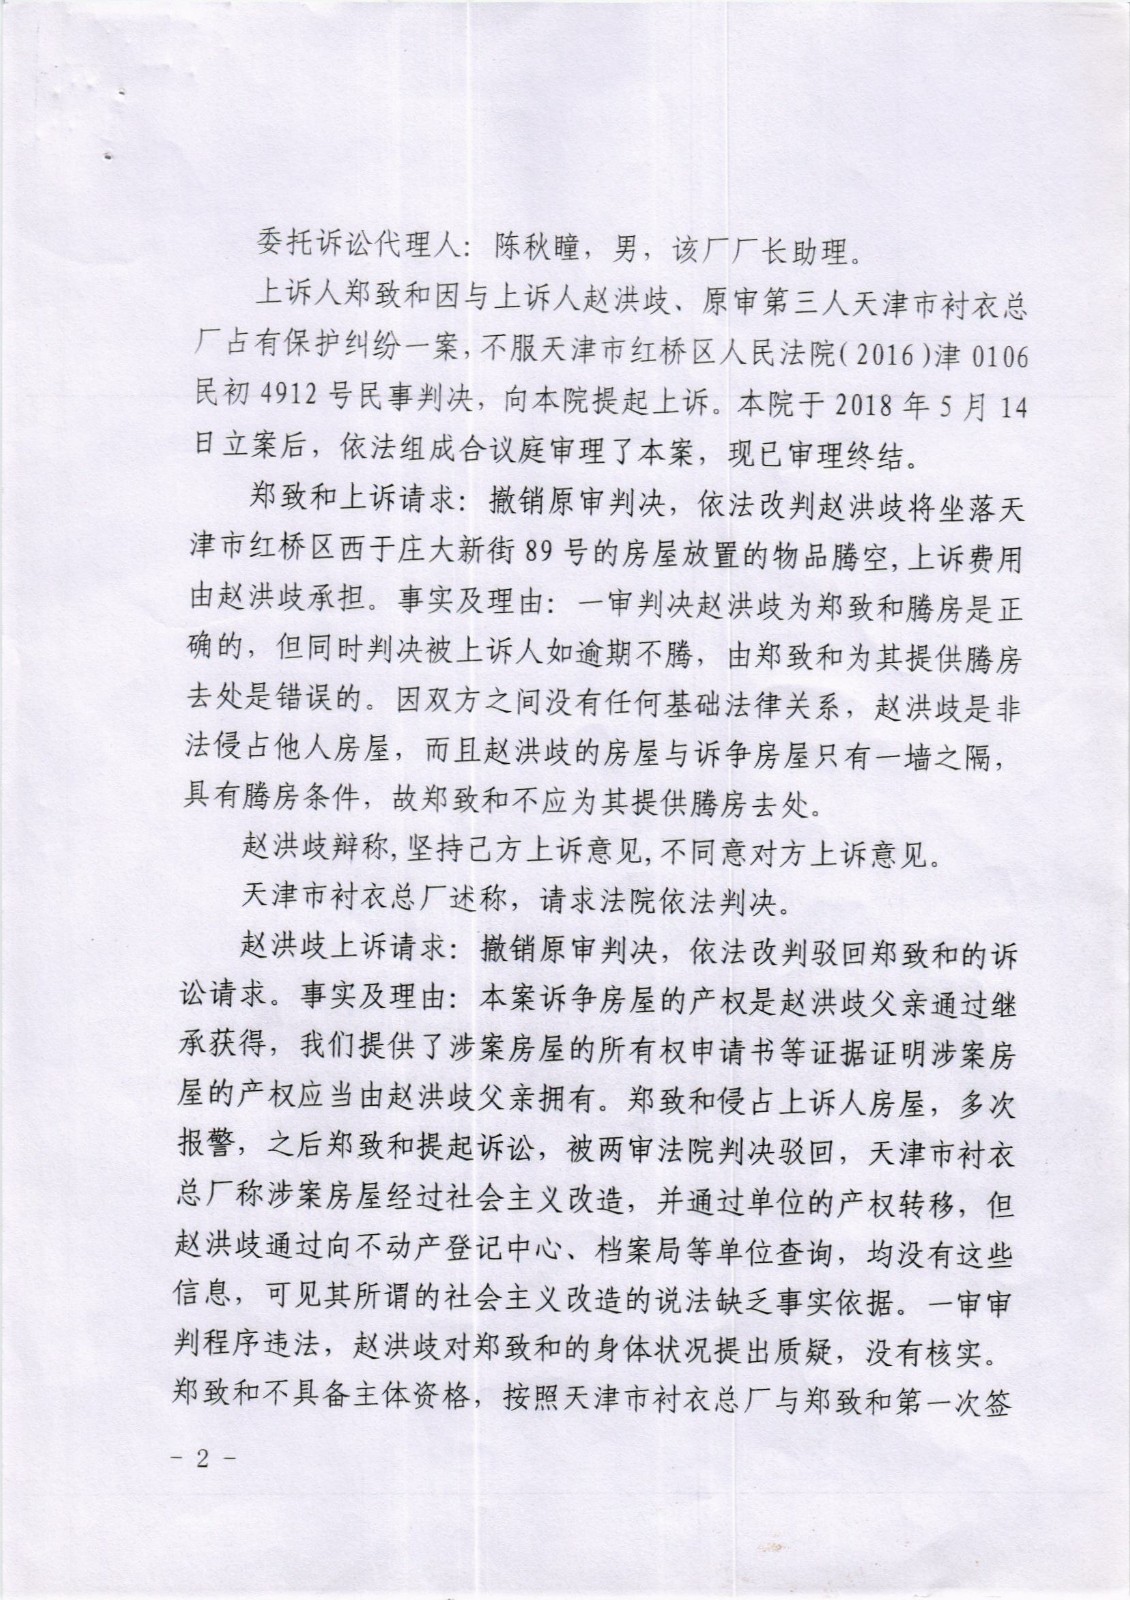 委托诉讼代理人：陈秋瞳，男，该厂厂长助理。
上诉人郑致和因与上诉人赵洪歧、原审第三人天津市衬衣总
厂占有保护纠纷一案，不服天津市红桥区人民法院(2016)津0106
民初4912号民事判决，向本院提起上诉。本院于2018年5月14
日立案后，依法组成合议庭审理了本案，现已审理终结。
郑致和上诉请求：撤销原审判决，依法改判赵洪歧将坐落天
津市红桥区西于庄大新街89号的房屋放置的物品腾空，上诉费用
由赵洪歧承担。事实及理由：一审判决赵洪歧为郑致和腾房是正
确的，但同时判决被上诉人如逾期不腾，由郑致和为其提供腾房
去处是错误的。因双方之间没有任何基础法律关系，赵洪歧是非
法侵占他人房屋，而且赵洪歧的房屋与诉争房屋只有一墙之隔，
具有腾房条件，故郑致和不应为其提供腾房去处。
赵洪歧辩称，坚持己方上诉意见，不同意对方上诉意见。
天津市衬衣总厂述称，请求法院依法判决。
赵洪歧上诉请求：撤销原审判决，依法改判驳回郑致和的诉
讼请求。事实及理由：本案诉争房屋的产权是赵洪歧父亲通过继
承获得，我们提供了涉案房屋的所有权申请书等证据证明涉案房
屋的产权应当由赵洪歧父亲拥有。郑致和侵占上诉人房屋，多次
报警，之后郑致和提起诉讼，被两审法院判决驳回，天津市衬衣
总厂称涉案房屋经过社会主义改造，并通过单位的产权转移，但
赵洪歧通过向不动产登记中心、档案局等单位查询，均没有这些
信息，可见其所谓的社会主义改造的说法缺乏事实依据。一审审
判程序违法，赵洪歧对郑致和的身体状况提出质疑，没有核实。
郑致和不具备主体资格，按照天津市衬衣总厂与郑致和第一次签
- 2 -